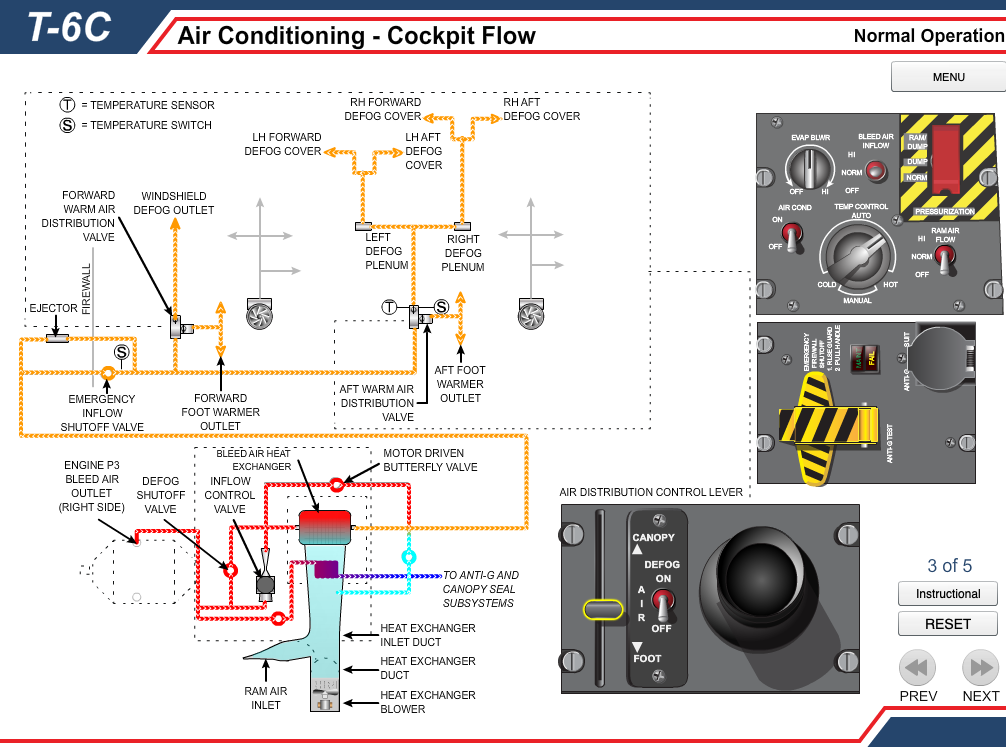 T-6C
Air Conditioning - Cockpit Flow
Normal Operation
MENU
T = TEMPERATURE SENSOR
S = TEMPERATURE SWITCH
RH FORWARD
DEFOG COVER
RH AFT
DEFOG COVER
LH FORWARD
DEFOG COVER
LH AFT
DEFOG
COVER
FORWARD
WARM AIR
DISTRIBUTION
VALVE
WINDSHIELD
DEFOG OUTLET
LEFT
DEFOG
PLENUM
RIGHT
DEFOG
PLENUM
FIREWALL
EJECTOR
T
S
S
EMERGENCY
INFLOW
SHUTOFF VALVE
FORWARD
FOOT WARMER
OUTLET
AFT WARM AIR
DISTRIBUTION
VALVE
AFT FOOT
WARMER
OUTLET
ENGINE P3
BLEED AIR
OUTLET
(RIGHT SIDE)
DEFOG
SHUTOFF
VALVE
BLEED AIR HEAT
EXCHANGER
INFLOW
CONTROL
VALVE
MOTOR DRIVEN
BUTTERFLY VALVE
TO ANTI-G AND
CANOPY SEAL
SUBSYSTEMS
HEAT EXCHANGER
INLET DUCT
HEAT EXCHANGER
DUCT
HEAT EXCHANGER
BLOWER
RAM AIR
INLET
EVAP BLWR
OFF
HI
BLEED AIR
INFLOW
HI
NORM
OFF
RAM/
DUMP
DUMP
NORM
PRESSURIZATION
AIR COND
ON
OFF
TEMP CONTROL
AUTO
COLD
HOT
MANUAL
RAM AIR
FLOW
HI
NORM
OFF
EMERGENCY
FIREWALL
SHUTOFF
1. RAISE GUARD
2. PULL HANDLE
FAIL
ANTI-G SUIT
ANTI-G TEST
AIR DISTRIBUTION CONTROL LEVER
CANOPY
DEFOG
ON
A
I
R
OFF
FOOT
3 of 5
Instructional
RESET
PREV
NEXT